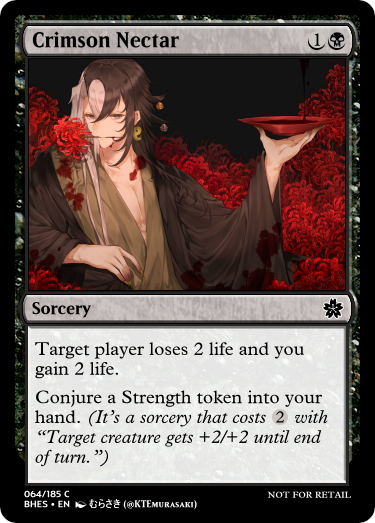 Crimson Nectar 1
Sorcery
Target player loses 2 life and you
gain 2 life.
Conjure a Strength token into your
hand. (It's a sorcery that costs 2 with
“Target creature gets +2/+2 until end
of turn.”)
064/185 C
NOT FOR RETAIL
BHES • EN むらさき (@KTEMURASAKI)